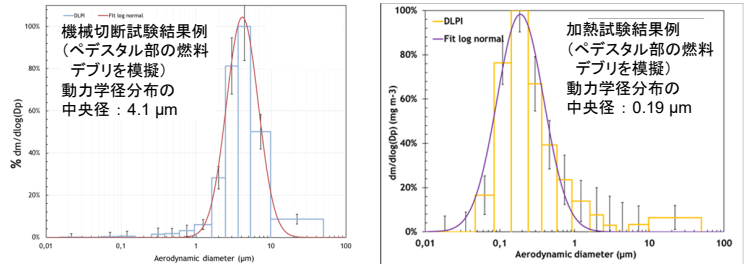 DLPI
Fit log normal
機械切断試験結果例
(ペデスタル部の燃料
デブリを模擬)
動力学径分布の
中央径:4.1 μm
% dm/dlog(Dp)
100%
80%
60%
40%
20%
0%
0,01
0,1
1
10
100
Aerodynamic diameter (μm)
DLPI
Fit log normal
加熱試験結果例
(ペデスタル部の燃料
デブリを模擬)
動力学径分布の
中央径:0.19 μm
dm/dlog(Dp) (mg m-3)
100%
80%
60%
40%
20%
0%
0,01
0,1
1
10
100
Aerodynamic diameter (μm)